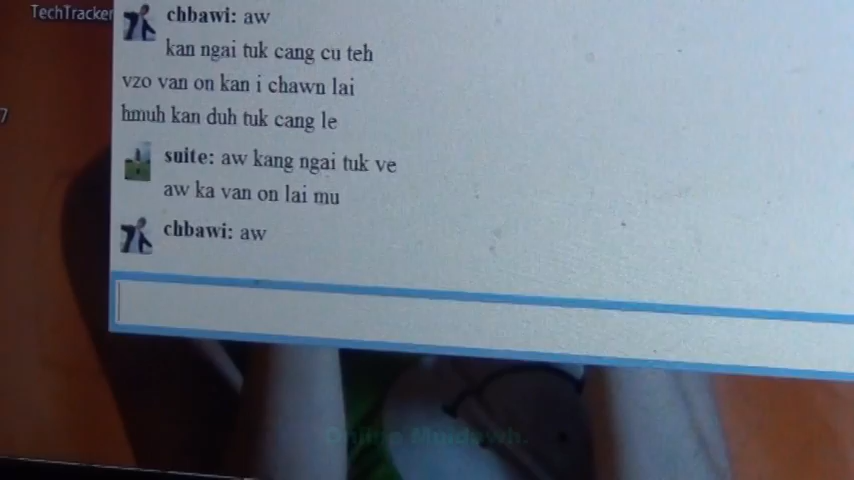 TechTracker
chbawi: aw
kan ngai tuk cang cu teh
vzo van on kan i chawn lai
hmuh kan duh tuk cang le
7
suite: aw kang ngai tuk ve
aw ka van on lai mu
chbawi: aw